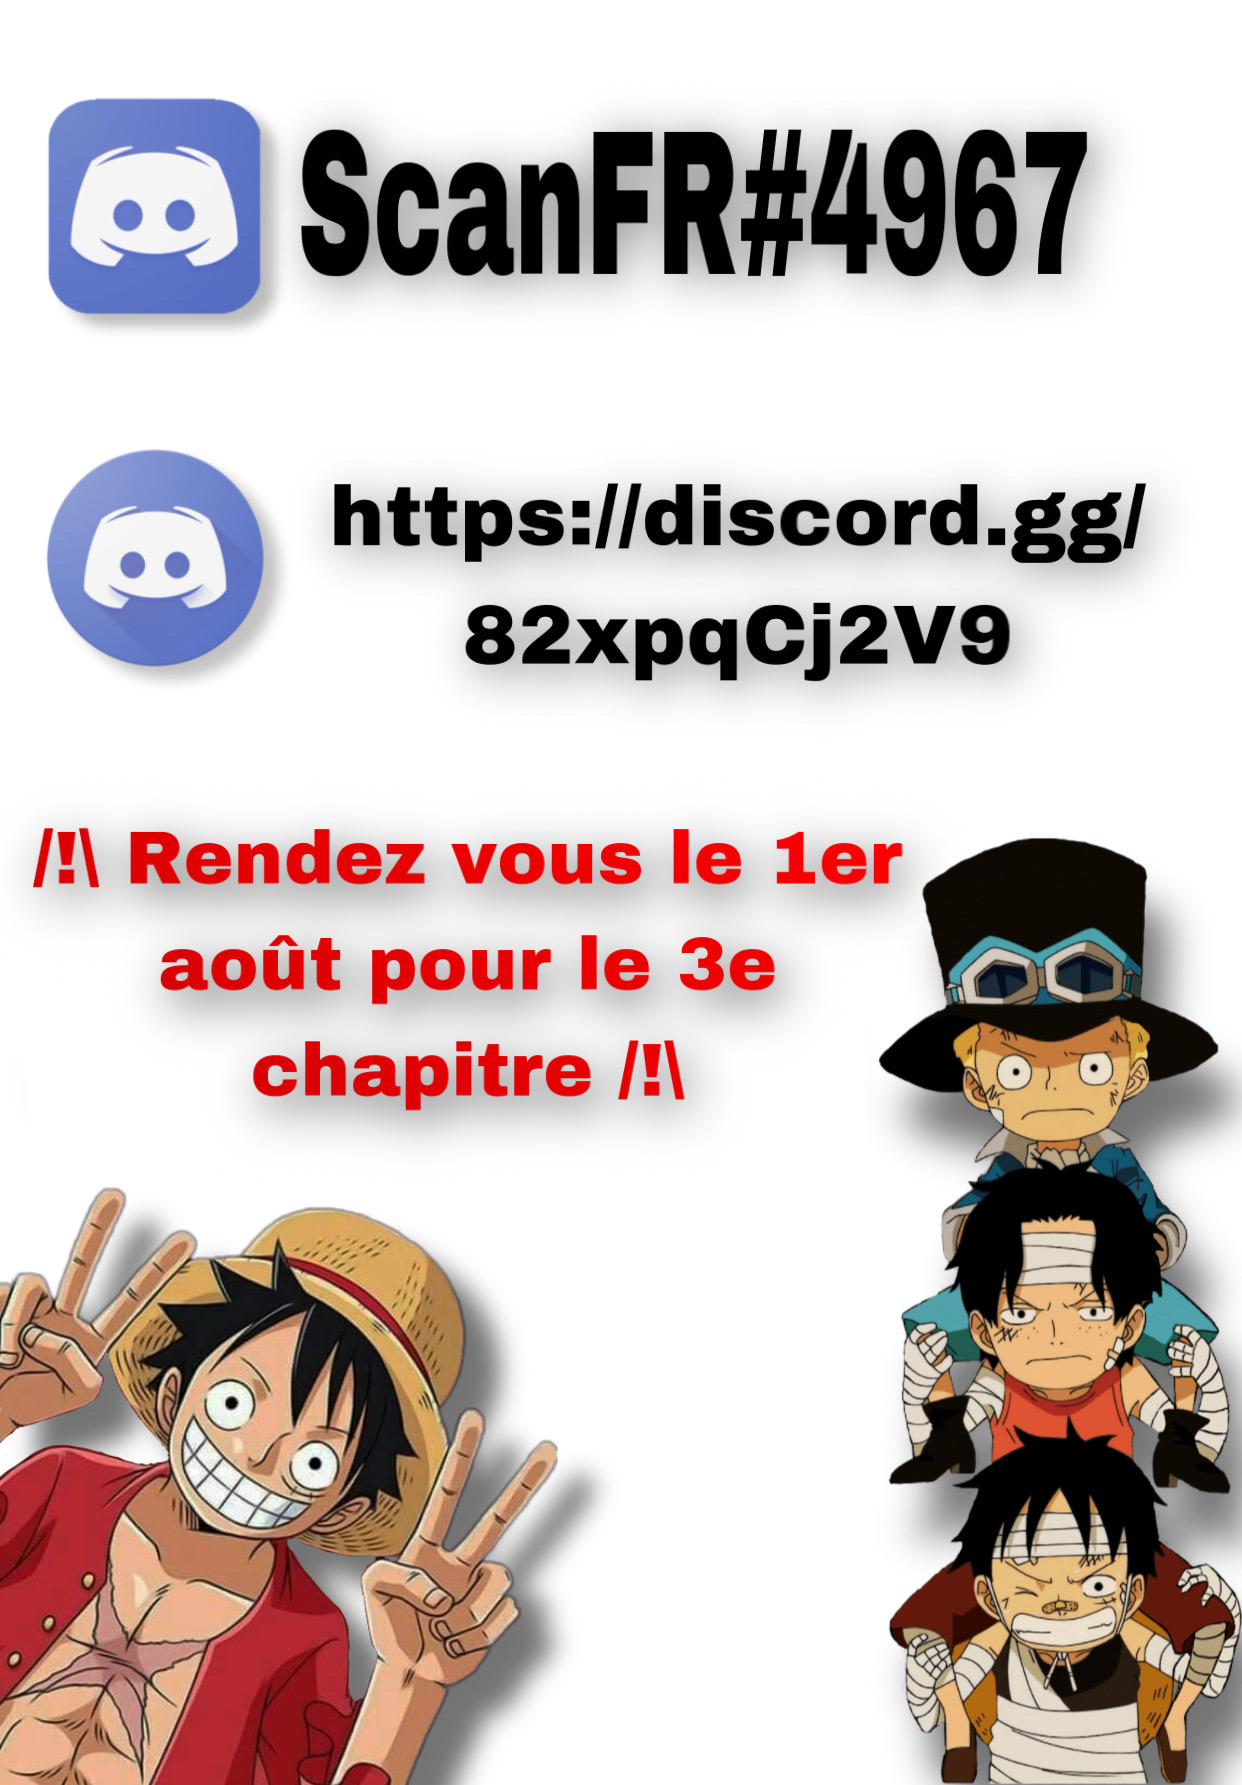 ScanFR#4967
https://discord.gg/
82xpqCj2V9
/!\ Rendez vous le 1er
août pour le 3e
chapitre /!\